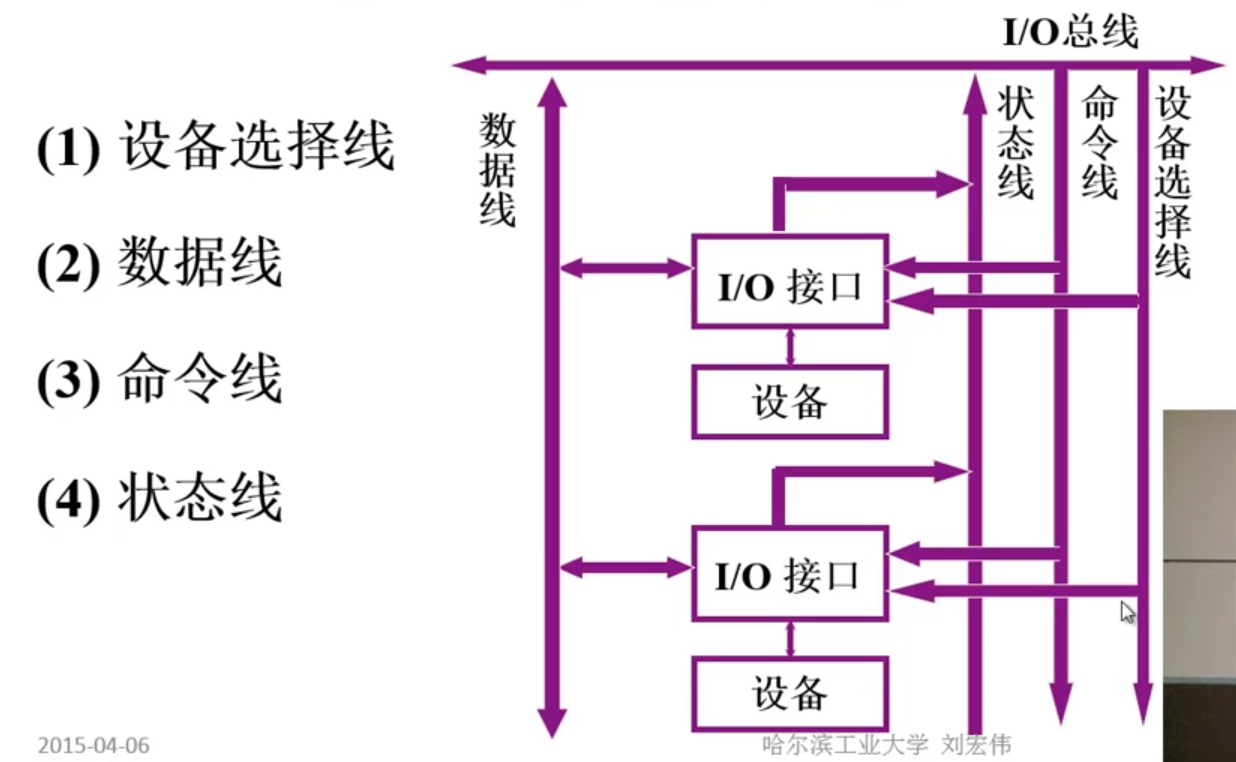 I/O总线
(1) 设备选择线
(2) 数据线
(3) 命令线
(4) 状态线
数据线
状态线
命令线
设备选择线
I/O 接口
设备
I/O 接口
设备
2015-04-06
哈尔滨工业大学 刘宏伟